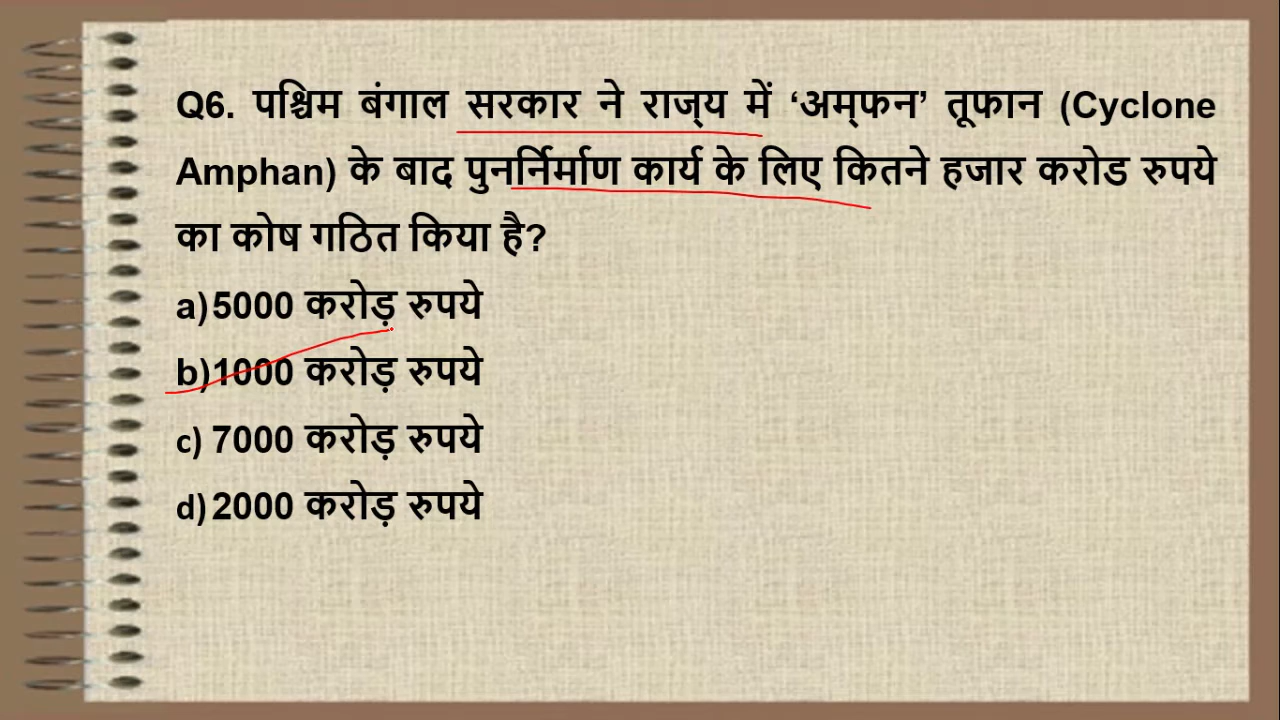 Q6. पश्चिम बंगाल सरकार ने राज्य में ‘अम्फन’ तूफान (Cyclone
Amphan) के बाद पुनर्निर्माण कार्य के लिए कितने हजार करोड रुपये
का कोष गठित किया है?
a)5000 करोड़ रुपये
b)1000 करोड़ रुपये
c) 7000 करोड़ रुपये
d)2000 करोड़ रुपये